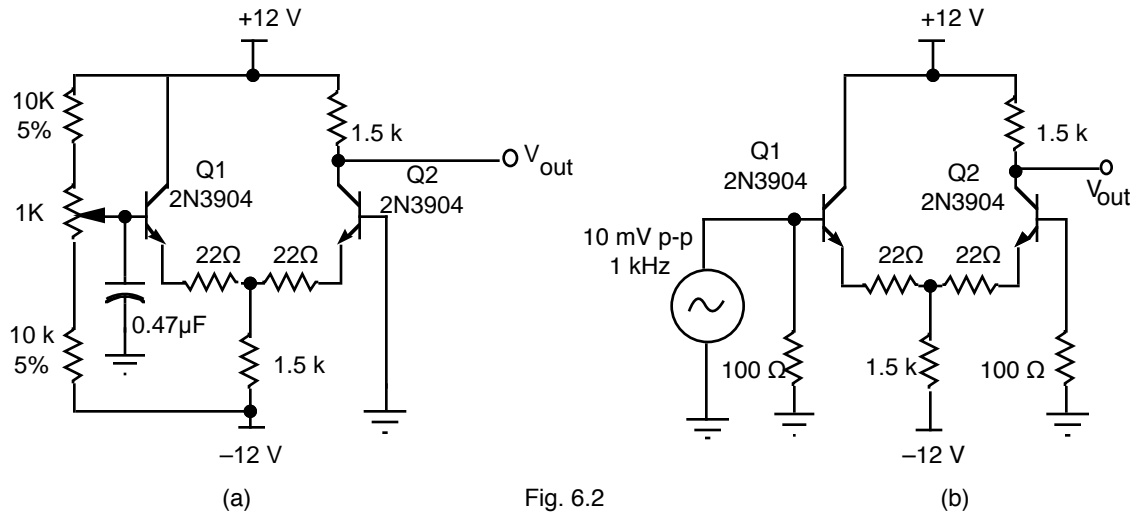 +12 V
10K
5%
1.5 k
Vout
Q1
2N3904
Q2
2N3904
1K
22Ω
22Ω
0.47µF
10 k
5%
1.5 k
–12 V
(a)
Fig. 6.2
+12 V
1.5 k
Q1
2N3904
Q2
2N3904
Vout
10 mV p-p
1 kHz
22Ω
22Ω
100 Ω
1.5 k
100 Ω
–12 V
(b)